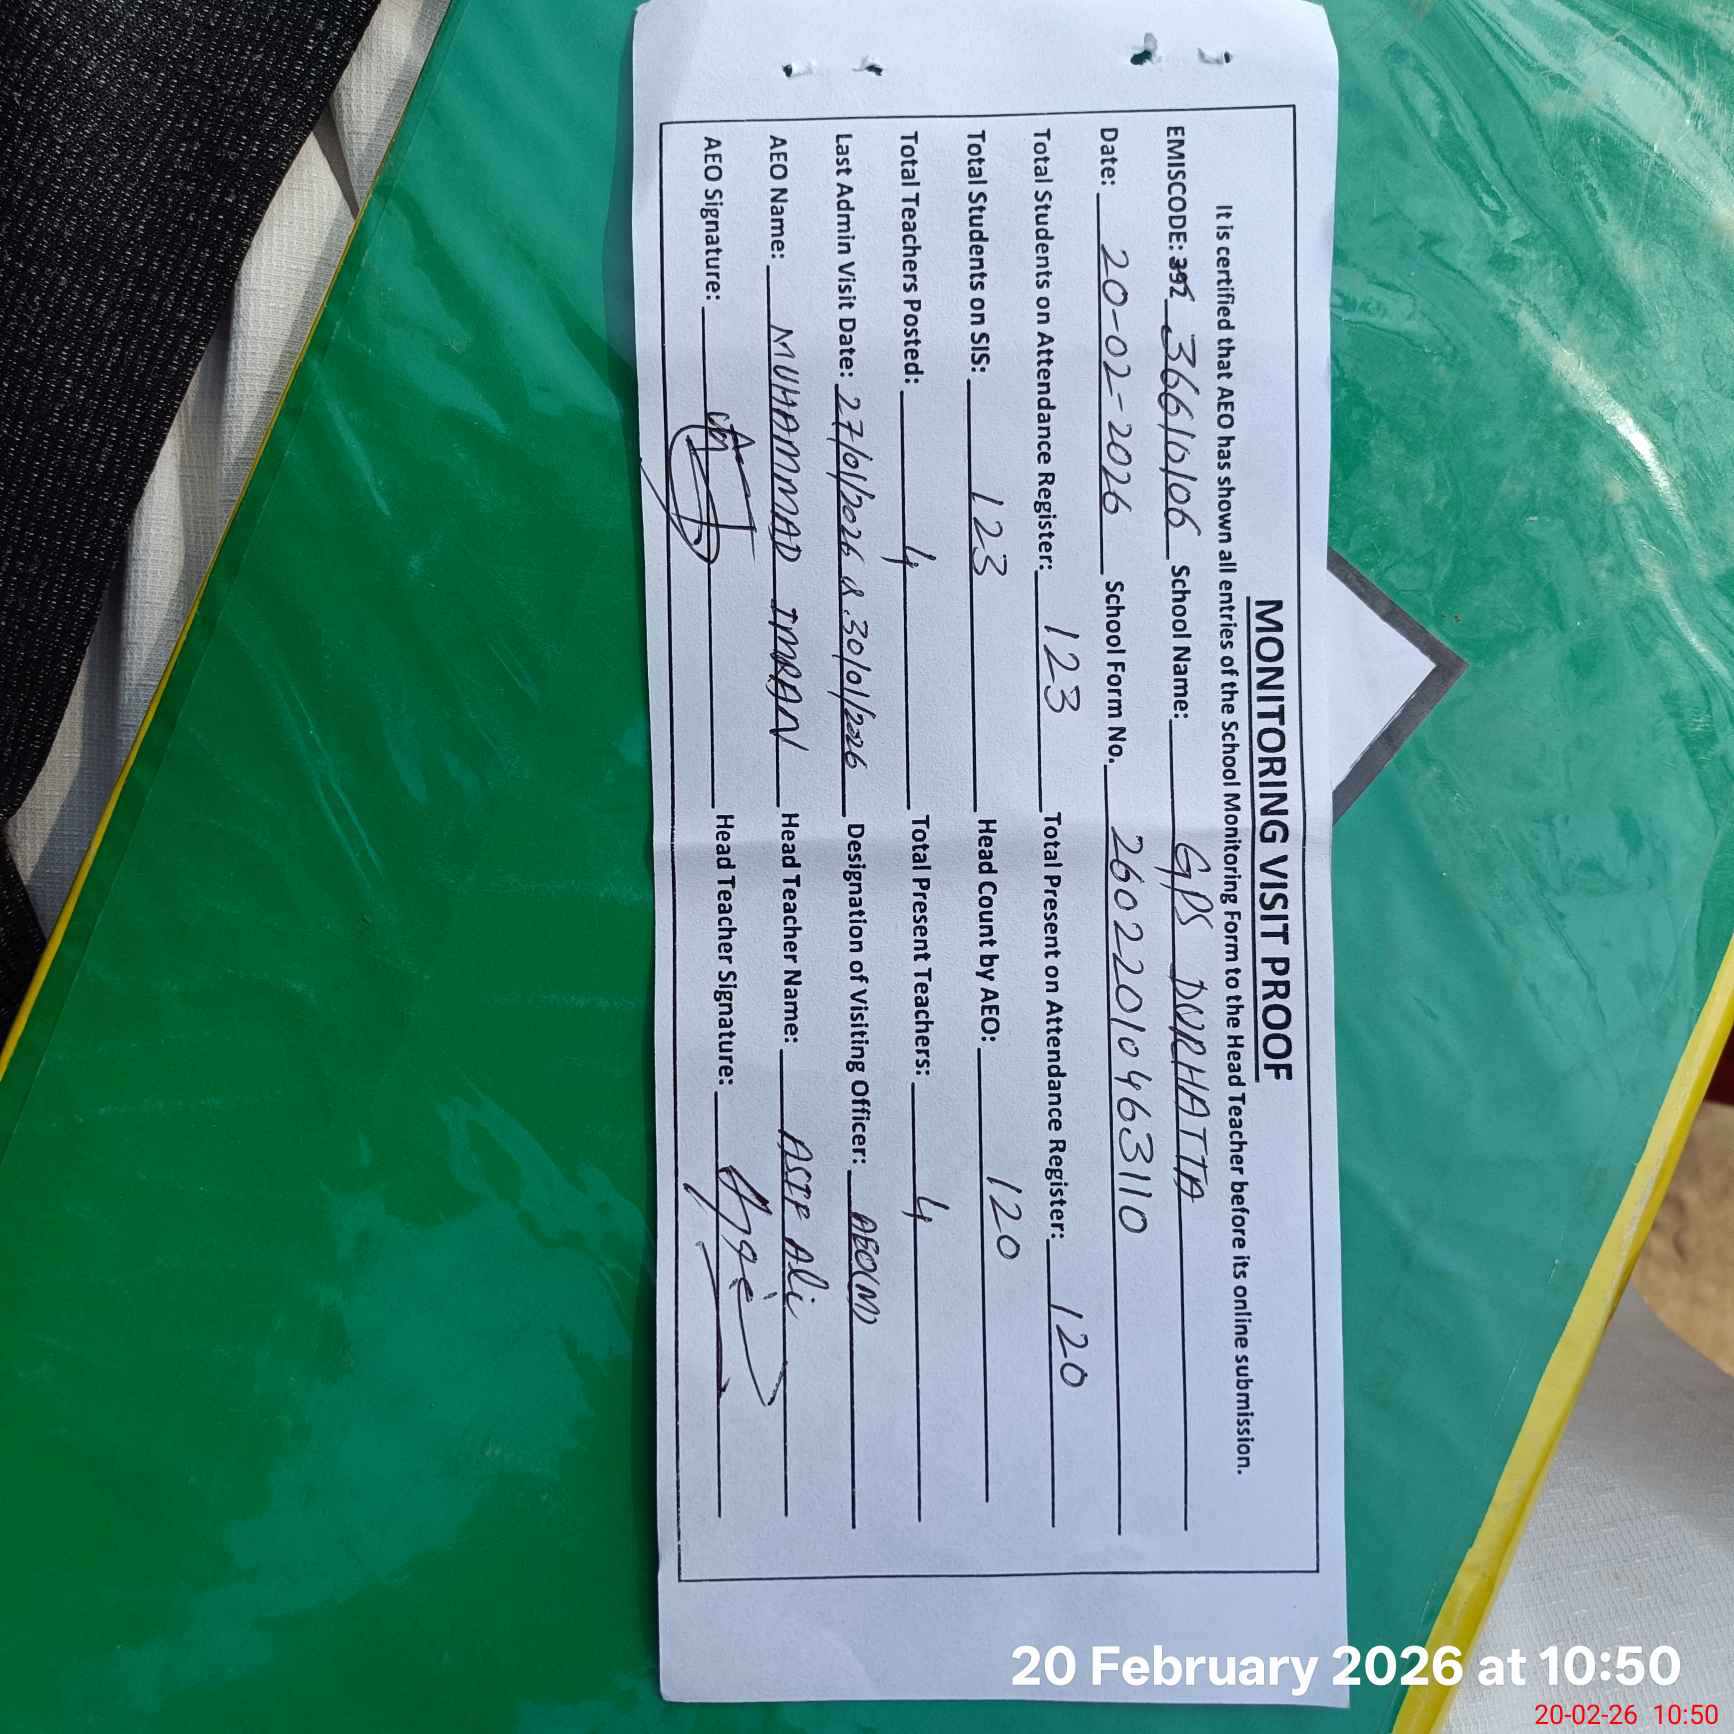 MONITORING VISIT PROOF
It is certified that AEO has shown all entries of the School Monitoring Form to the Head Teacher before its online submission.
EMISCODE: 392 36610106 School Name: GPS DURHATTA
Date: 20-02-2026 School Form No. 26022010463110
Total Students on Attendance Register: 123 Total Present on Attendance Register: 120
Total Students on SIS: 123 Head Count by AEO: 120
Total Teachers Posted: 4 Total Present Teachers: 4
Last Admin Visit Date: 27/01/2026 & 30/01/2026 Designation of Visiting Officer: AEO(M)
AEO Name: MUHAMMAD IMRAN Head Teacher Name: ASIF Ali
AEO Signature: Head Teacher Signature:
20 February 2026 at 10:50
20-02-26 10:50